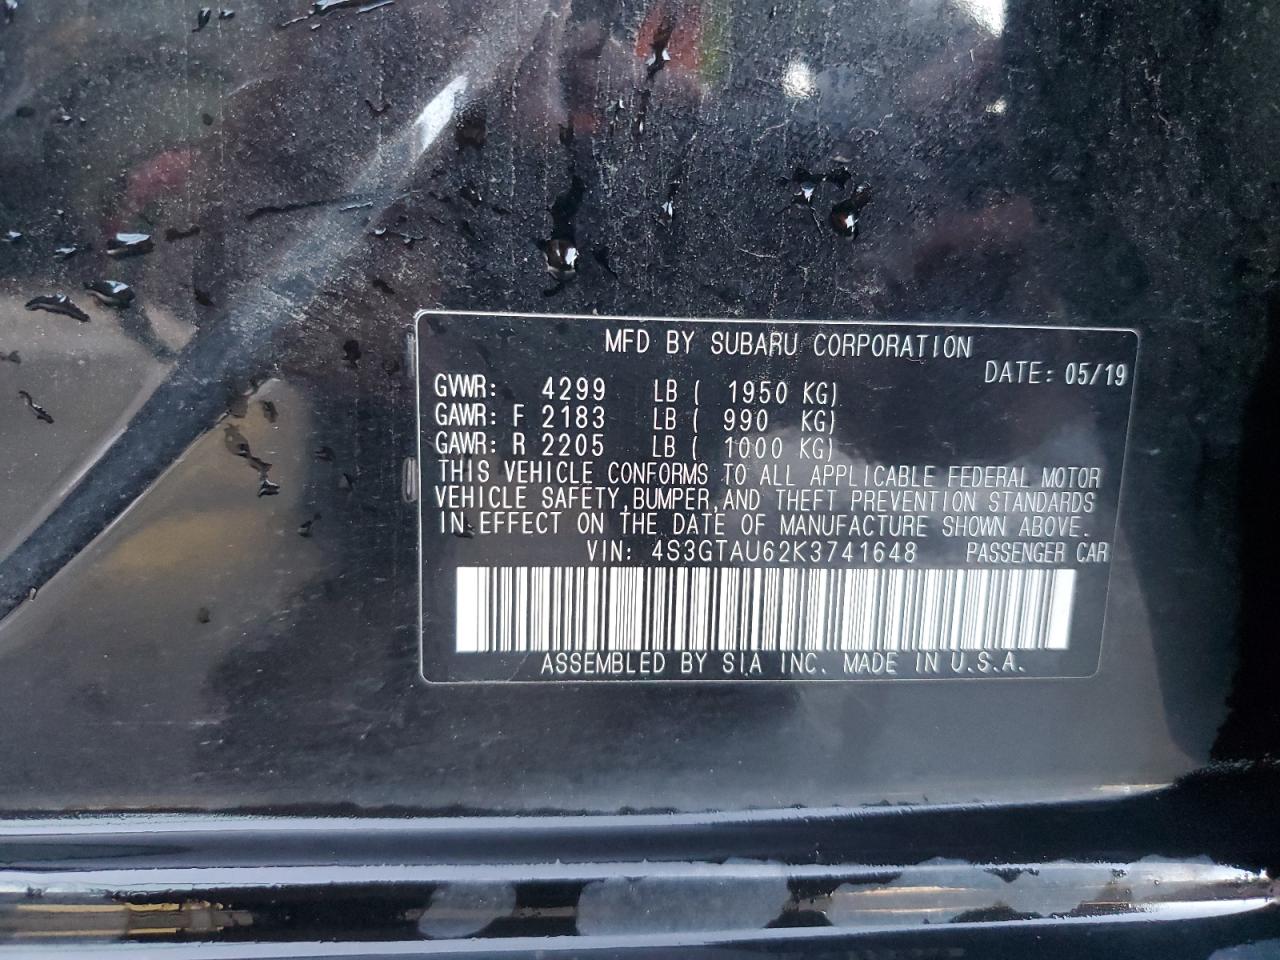 MFD BY SUBARU CORPORATION
DATE: 05/19
GVWR: 4299 LB ( 1950 KG)
GAWR: F 2183 LB ( 990 KG)
GAWR: R 2205 LB ( 1000 KG)
THIS VEHICLE CONFORMS TO ALL APPLICABLE FEDERAL MOTOR
VEHICLE SAFETY, BUMPER, AND THEFT PREVENTION STANDARDS
IN EFFECT ON THE DATE OF MANUFACTURE SHOWN ABOVE.
VIN: 4S3GTAU62K3741648 PASSENGER CAR
ASSEMBLED BY SIA INC. MADE IN U.S.A.